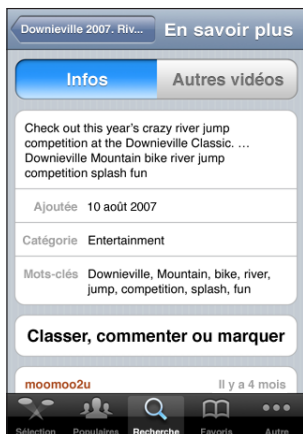 Downieville 2007. Riv...
En savoir plus
Infos
Autres vidéos
Check out this year's crazy river jump
competition at the Downieville Classic. ...
Downieville Mountain bike river jump
competition splash fun
Ajoutée 10 août 2007
Catégorie Entertainment
Mots-clés Downieville, Mountain, bike, river,
jump, competition, splash, fun
Classer, commenter ou marquer
moomoo2u Il y a 4 mois
Sélection Populaires Recherche Favoris Autre